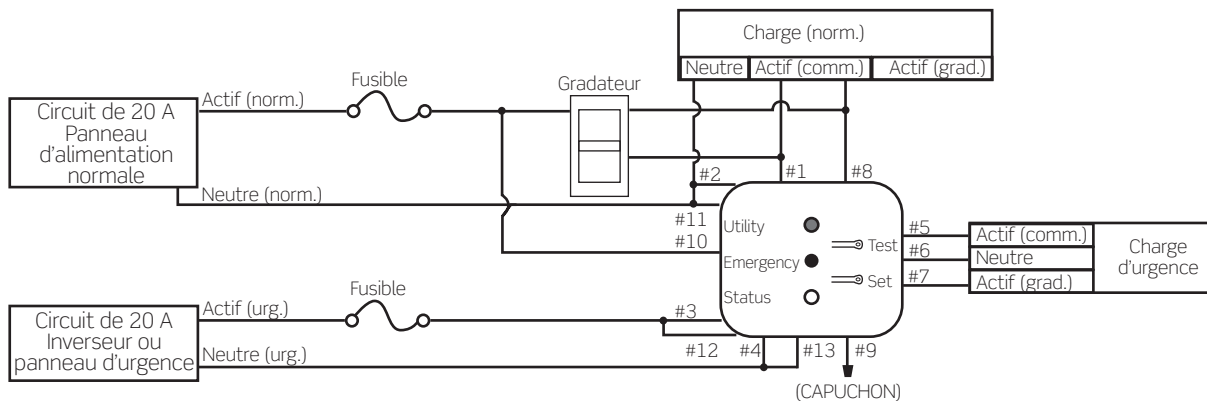 Charge (norm.)
Neutre
Actif (comm.)
Actif (grad.)
Gradateur
Fusible
Circuit de 20 A
Panneau
d'alimentation
normale
Actif (norm.)
Neutre (norm.)
#2
#1
#8
#11
#10
Utility
Emergency
Status
Test
Set
#5
#6
#7
Actif (comm.)
Neutre
Actif (grad.)
Charge
d'urgence
Circuit de 20 A
Inverseur ou
panneau d'urgence
Actif (urg.)
Fusible
Neutre (urg.)
#3
#12
#4
#13
#9
(CAPUCHON)